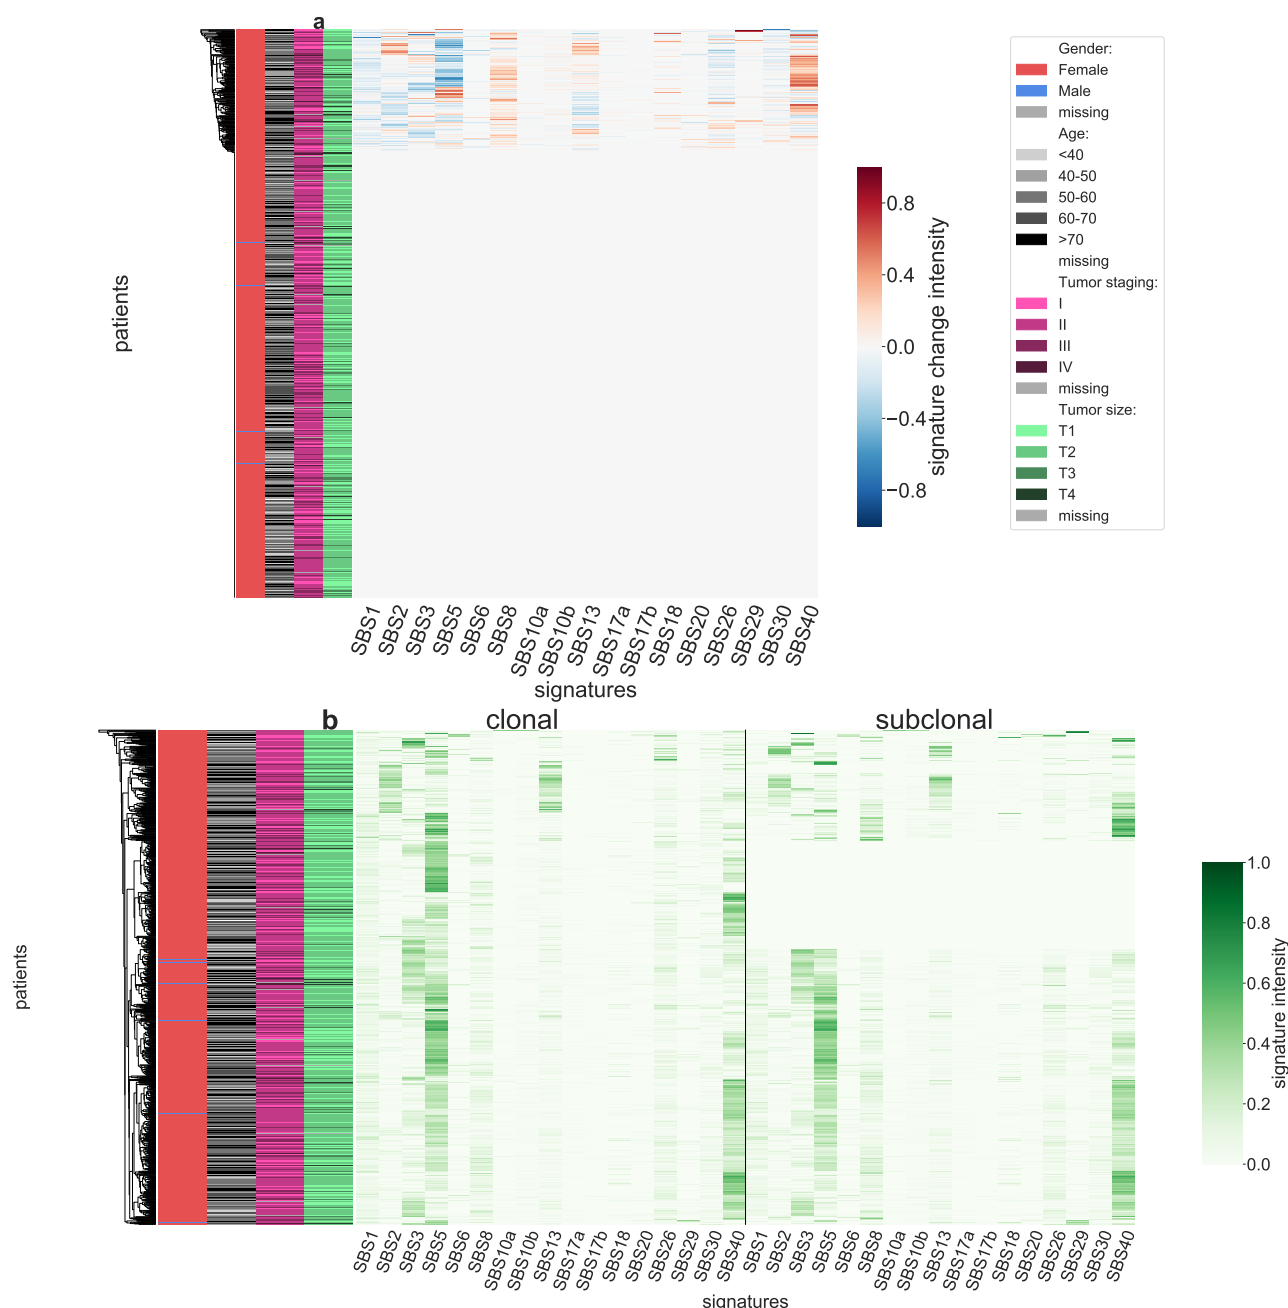 a
patients
SBS1
SBS2
SBS3
SBS5
SBS6
SBS8
SBS10a
SBS10b
SBS13
SBS17a
SBS17b
SBS18
SBS20
SBS26
SBS29
SBS30
SBS40
signatures
0.8
0.4
0.0
−0.4
−0.8
signature change intensity
Gender:
Female
Male
missing
Age:
<40
40-50
50-60
60-70
>70
missing
Tumor staging:
I
II
III
IV
missing
Tumor size:
T1
T2
T3
T4
missing
b
clonal
subclonal
patients
SBS1
SBS2
SBS3
SBS5
SBS6
SBS8
SBS10a
SBS10b
SBS13
SBS17a
SBS17b
SBS18
SBS20
SBS26
SBS29
SBS30
SBS40
SBS1
SBS2
SBS3
SBS5
SBS6
SBS8
SBS10a
SBS10b
SBS13
SBS17a
SBS17b
SBS18
SBS20
SBS26
SBS29
SBS30
SBS40
signatures
1.0
0.8
0.6
0.4
0.2
0.0
signature intensity